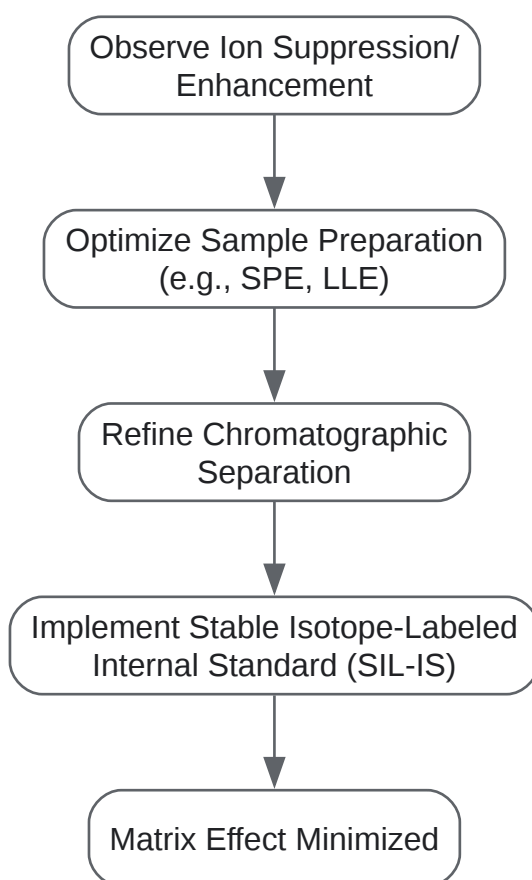 Observe Ion Suppression/
Enhancement
Optimize Sample Preparation
(e.g., SPE, LLE)
Refine Chromatographic
Separation
Implement Stable Isotope-Labeled
Internal Standard (SIL-IS)
Matrix Effect Minimized